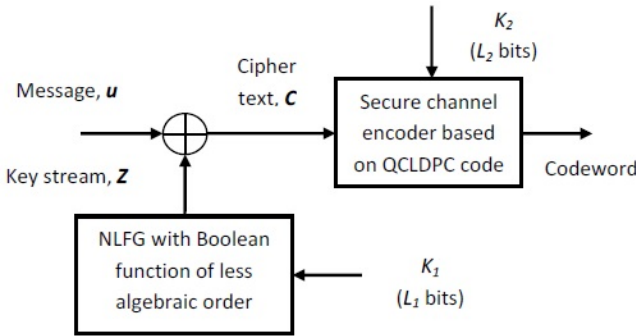 K2
(L2 bits)
Cipher
text, C
Message, u
Secure channel
encoder based
on QCLDPC code
Key stream, Z
Codeword
NLFG with Boolean
function of less
algebraic order
K1
(L1 bits)